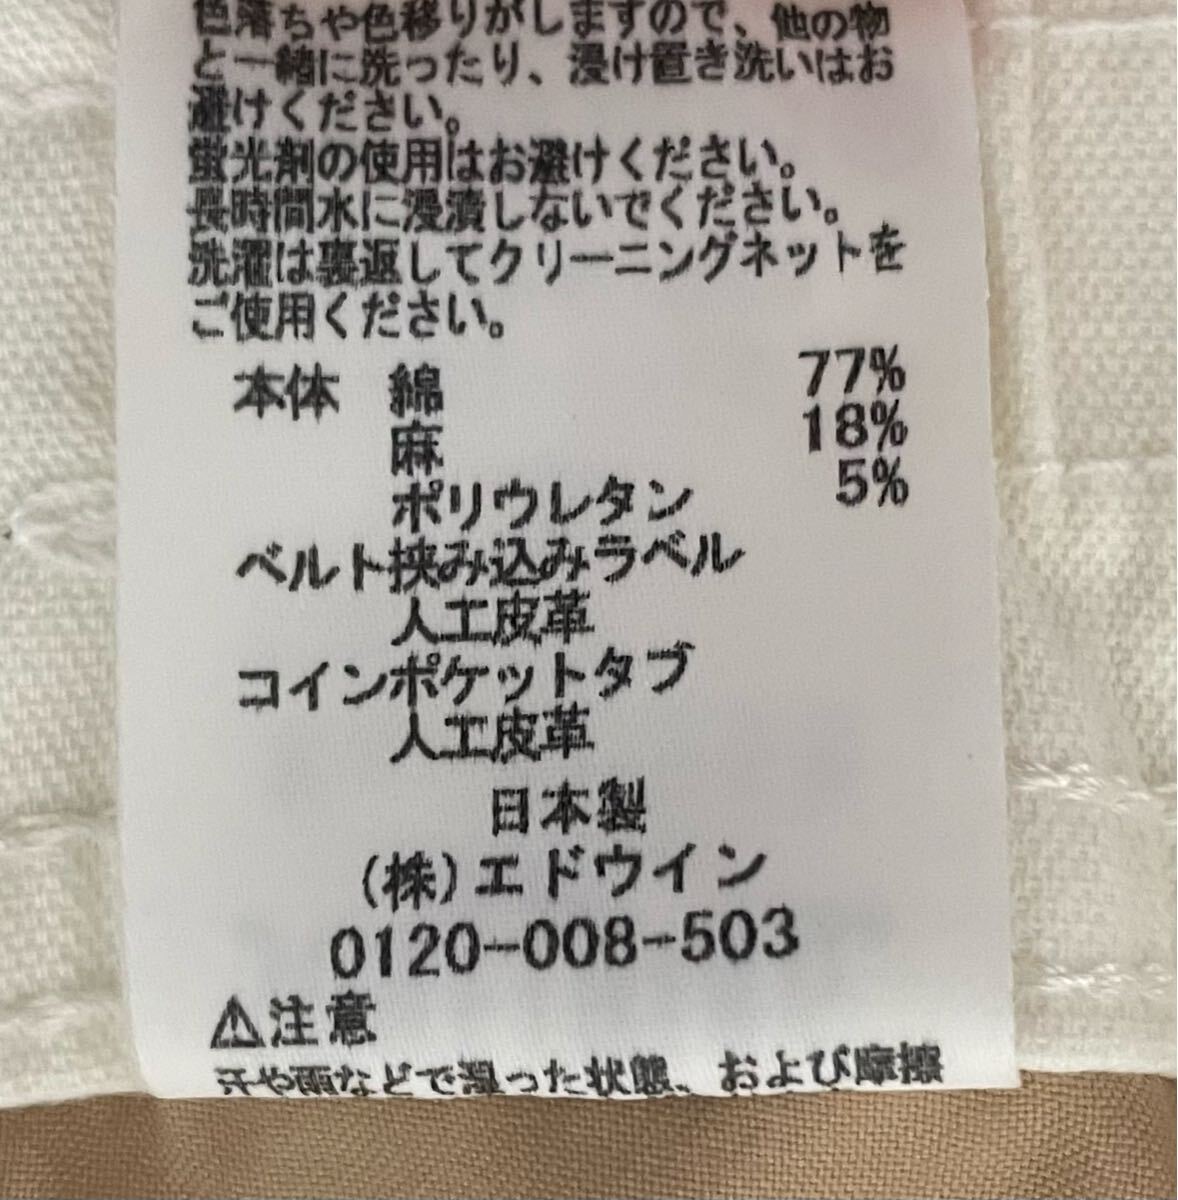 色落ちや色移りがしますので、他の物
と一緒に洗ったり、浸け置き洗いはお
避けください。
蛍光剤の使用はお避けください。
長時間水に浸漬しないでください。
洗濯は裏返してクリーニングネットを
ご使用ください。
本体 綿 77%
麻 18%
ポリウレタン 5%
ベルト挟み込みラベル
人工皮革
コインポケットタブ
人工皮革
日本製
(株)エドウイン
0120-008-503
⚠注意
汗や雨などで湿った状態、および摩擦